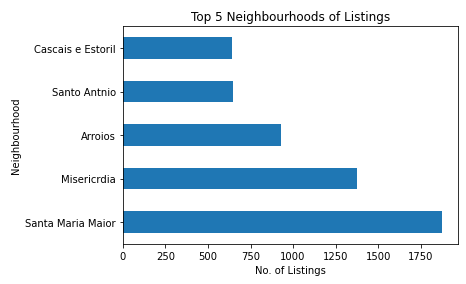 Top 5 Neighbourhoods of Listings
Cascais e Estoril
Santo Antnio
Arroios
Misericrdia
Santa Maria Maior
Neighbourhood
0 250 500 750 1000 1250 1500 1750
No. of Listings